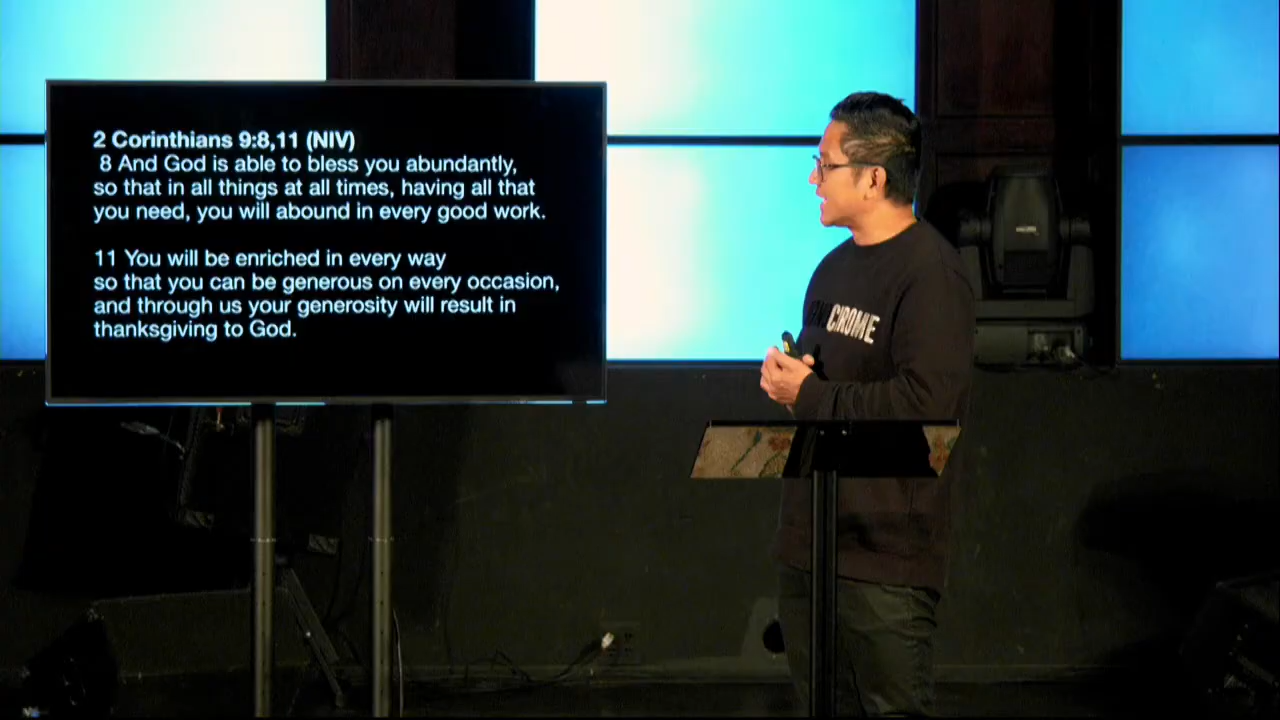 2 Corinthians 9:8,11 (NIV)
8 And God is able to bless you abundantly,
so that in all things at all times, having all that
you need, you will abound in every good work.
11 You will be enriched in every way
so that you can be generous on every occasion,
and through us your generosity will result in
thanksgiving to God.